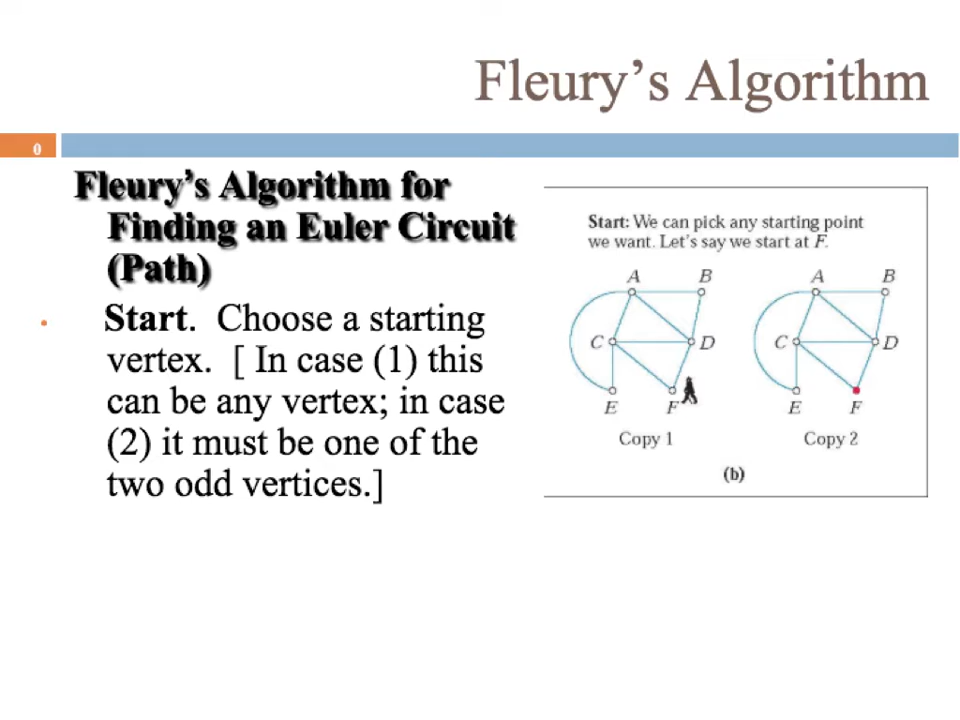 Fleury’s Algorithm
0
Fleury’s Algorithm for
Finding an Euler Circuit
(Path)
• Start. Choose a starting
vertex. [ In case (1) this
can be any vertex; in case
(2) it must be one of the
two odd vertices.]
Start: We can pick any starting point
we want. Let’s say we start at F.
A B A B
C D C D
E F E F
Copy 1 Copy 2
(b)